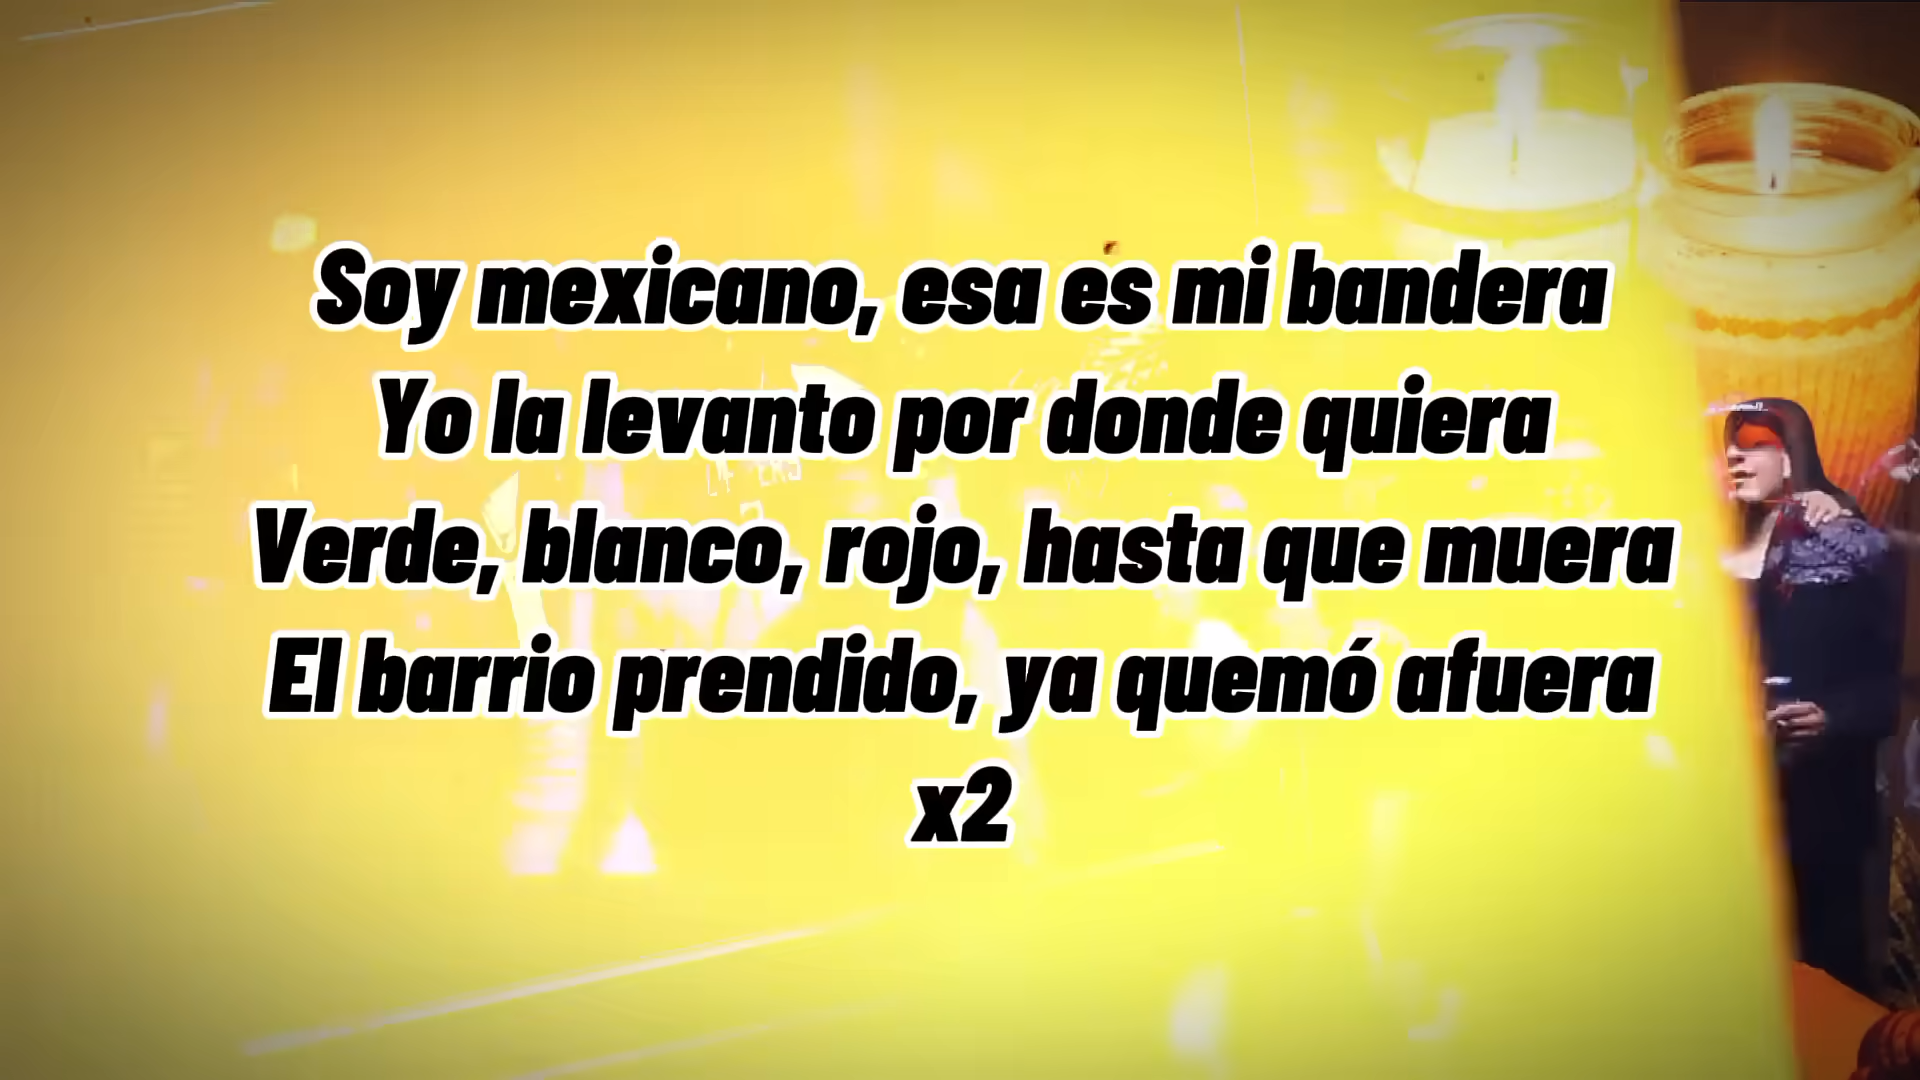 Soy mexicano, esa es mi bandera
Yo la levanto por donde quiera
Verde, blanco, rojo, hasta que muera
El barrio prendido, ya quemó afuera
x2